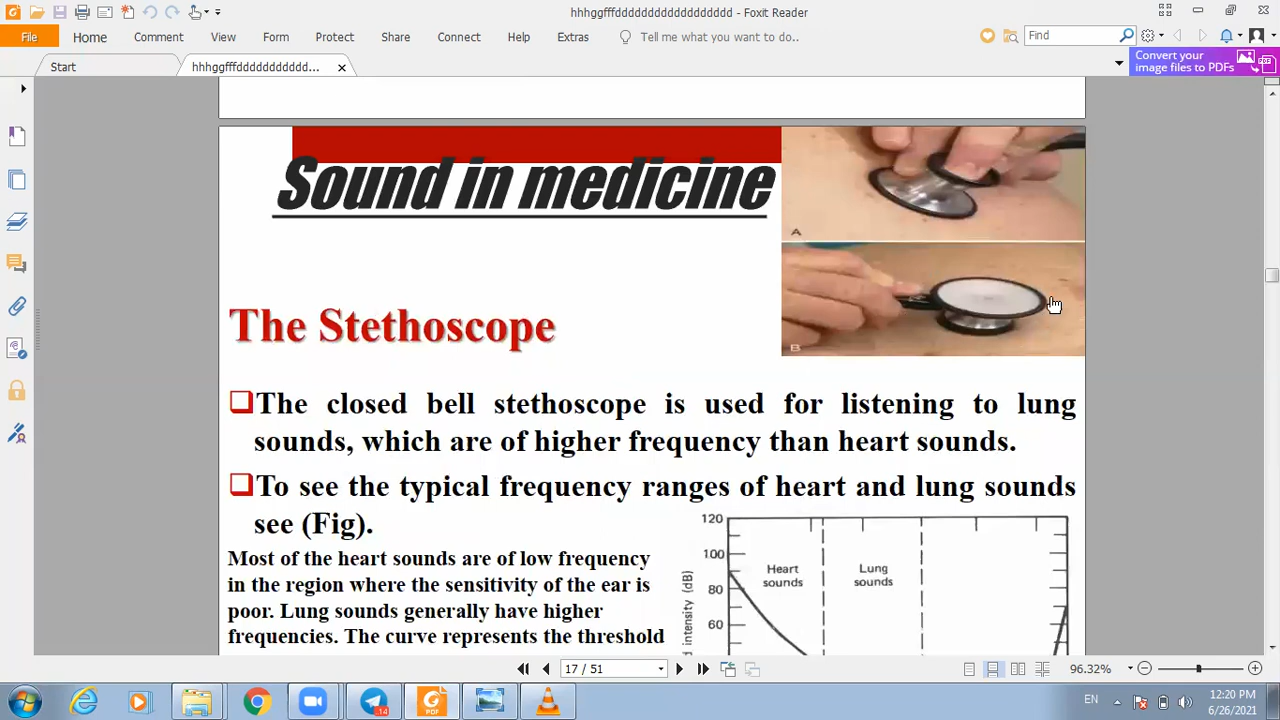 hhhggfffdddddddddddddddddd - Foxit Reader
File Home Comment View Form Protect Share Connect Help Extras Tell me what you want to do.. Find
Start hhhggfffddddddddddd... Convert your
image files to PDFs
Sound in medicine
A
B
The Stethoscope
The closed bell stethoscope is used for listening to lung
sounds, which are of higher frequency than heart sounds.
To see the typical frequency ranges of heart and lung sounds
see (Fig).
Most of the heart sounds are of low frequency
in the region where the sensitivity of the ear is
poor. Lung sounds generally have higher
frequencies. The curve represents the threshold
120
100
80
60
intensity (dB)
Heart
sounds
Lung
sounds
17 / 51 96.32%
14 PDF EN 12:20 PM
6/26/2021